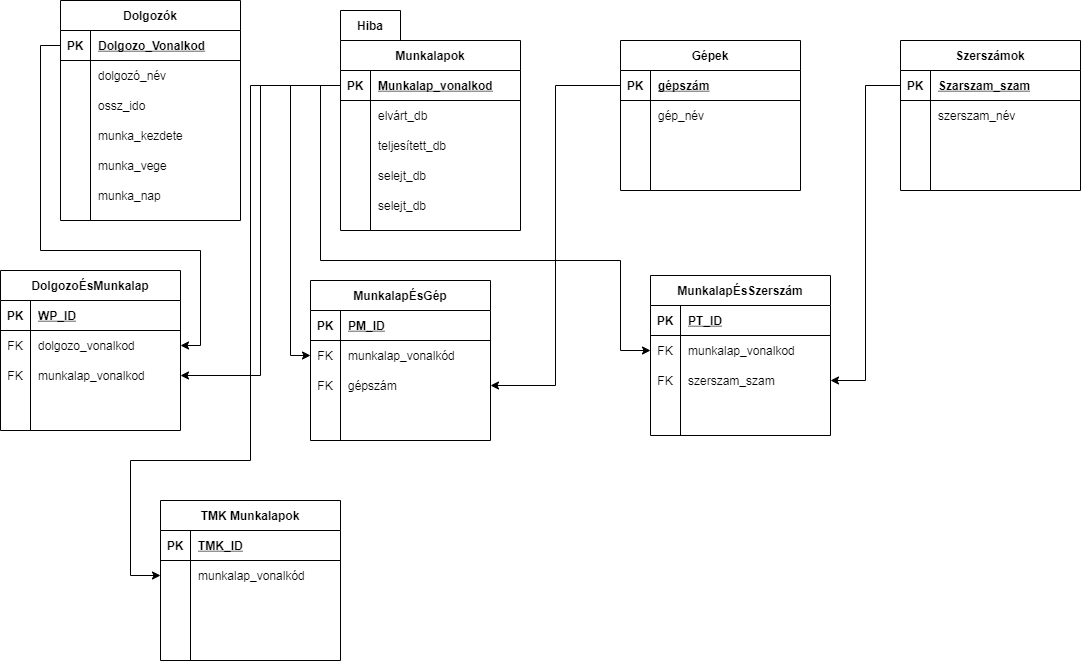 Dolgozók
PK Dolgozo_Vonalkod
dolgozó_név
ossz_ido
munka_kezdete
munka_vege
munka_nap
Hiba
Munkalapok
PK Munkalap_vonalkod
elvárt_db
teljesített_db
selejt_db
selejt_db
Gépek
PK gépszám
gép_név
Szerszámok
PK Szarszam_szam
szerszam_név
DolgozoÉsMunkalap
PK WP_ID
FK dolgozo_vonalkod
FK munkalap_vonalkod
MunkalapÉsGép
PK PM_ID
FK munkalap_vonalkód
FK gépszám
MunkalapÉsSzerszám
PK PT_ID
FK munkalap_vonalkod
FK szerszam_szam
TMK Munkalapok
PK TMK_ID
munkalap_vonalkód